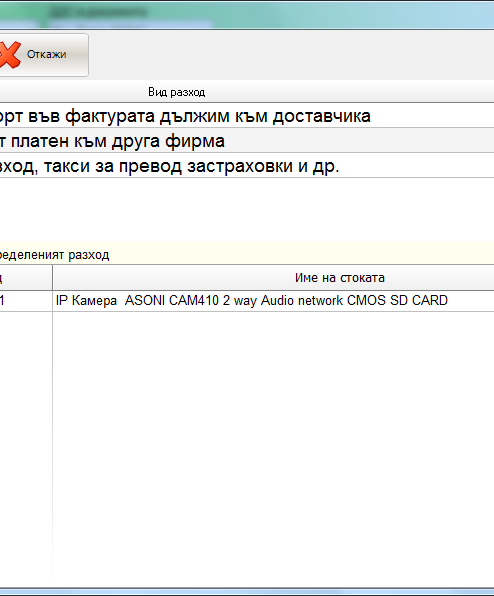 Откажи
Вид разход
орт във фактурата дължим към доставчика
т платен към друга фирма
зход, такси за превод застраховки и др.
ределеният разход
Име на стоката
1 IP Камера ASONI CAM410 2 way Audio network CMOS SD CARD